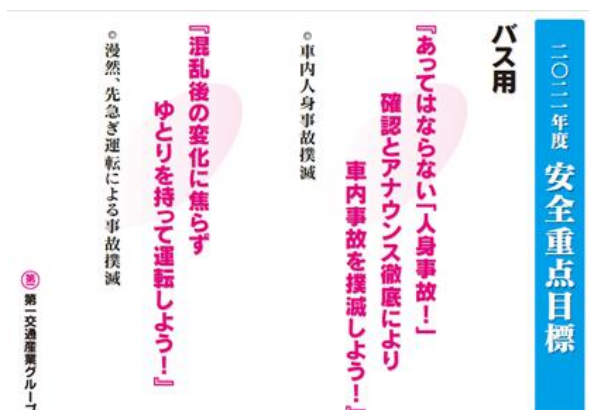 二〇二二年度 安全重点目標
バス用
『あってはならない「人身事故!」
確認とアナウンス徹底により
車内事故を撲滅しよう!』
◎車内人身事故撲滅
『混乱後の変化に焦らず
ゆとりを持って運転しよう!』
◎漫然、先急ぎ運転による事故撲滅
第一交通産業グループ